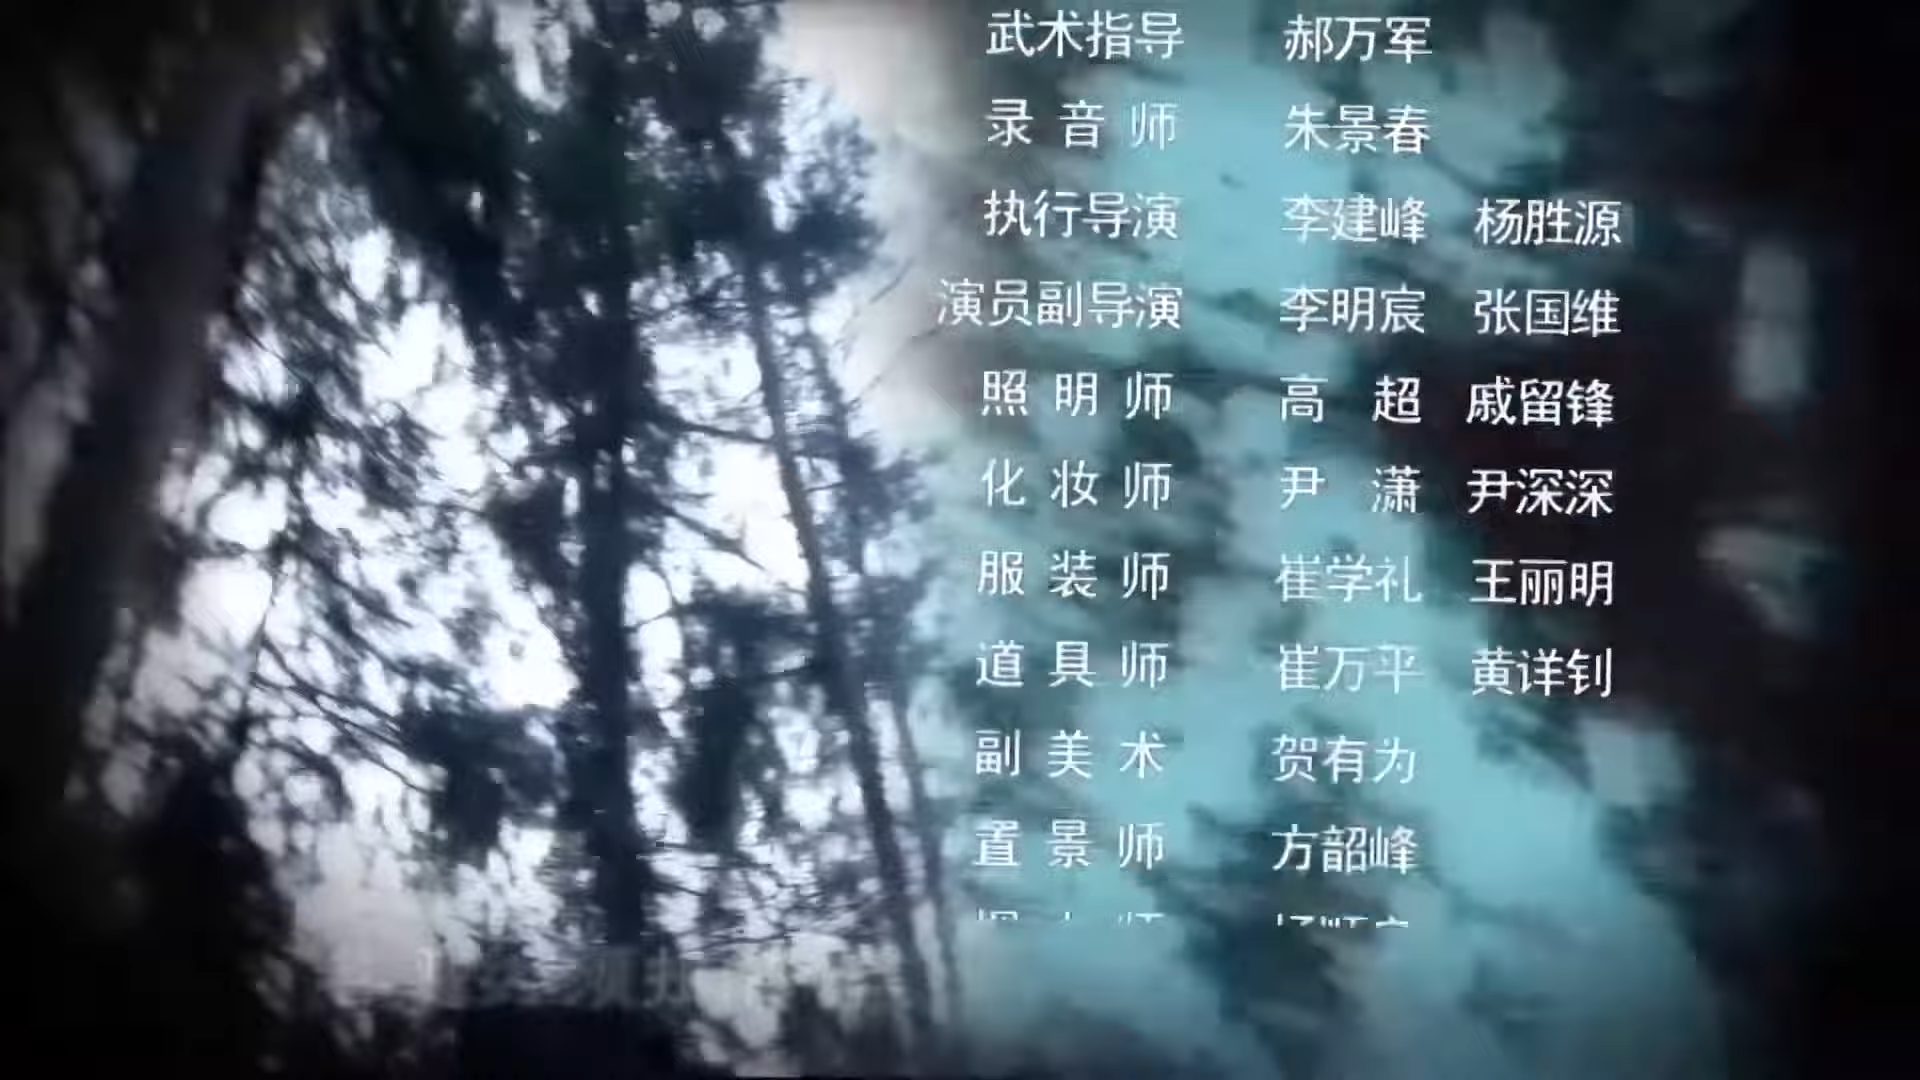 武术指导 郝万军
录音师 朱景春
执行导演 李建峰 杨胜源
演员副导演 李明宸 张国维
照明师 高超 戚留锋
化妆师 尹潇 尹深深
服装师 崔学礼 王丽明
道具师 崔万平 黄详钊
副美术 贺有为
置景师 方韶峰